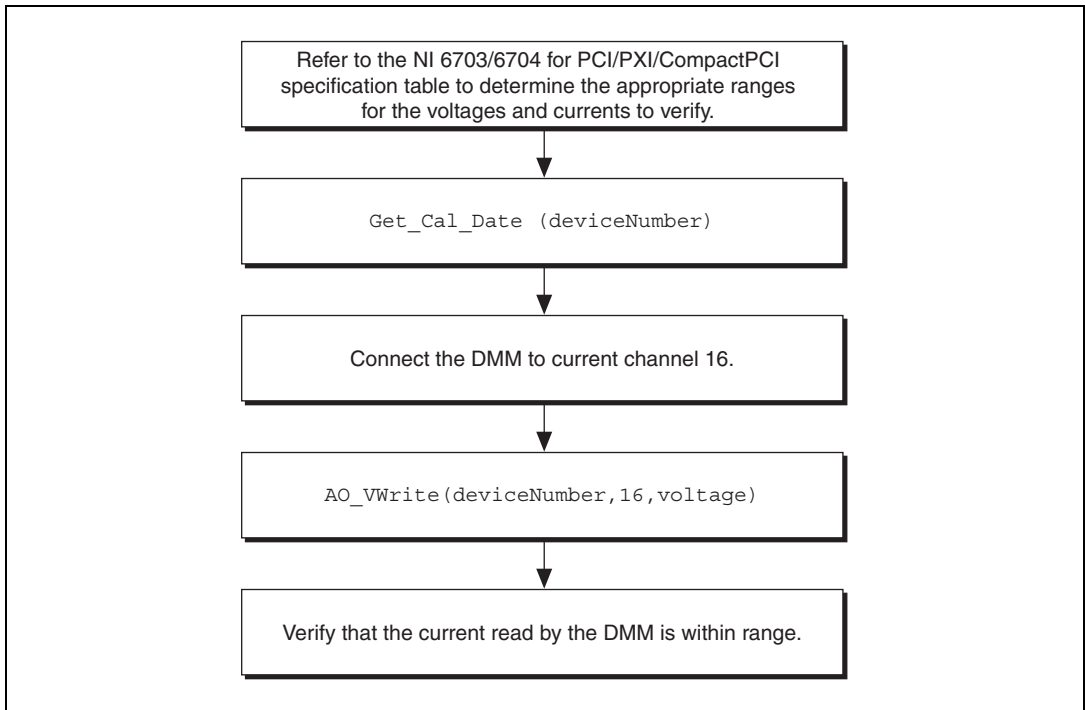 Refer to the NI 6703/6704 for PCI/PXI/CompactPCI
specification table to determine the appropriate ranges
for the voltages and currents to verify.
Get_Cal_Date (deviceNumber)
Connect the DMM to current channel 16.
AO_VWrite(deviceNumber,16,voltage)
Verify that the current read by the DMM is within range.